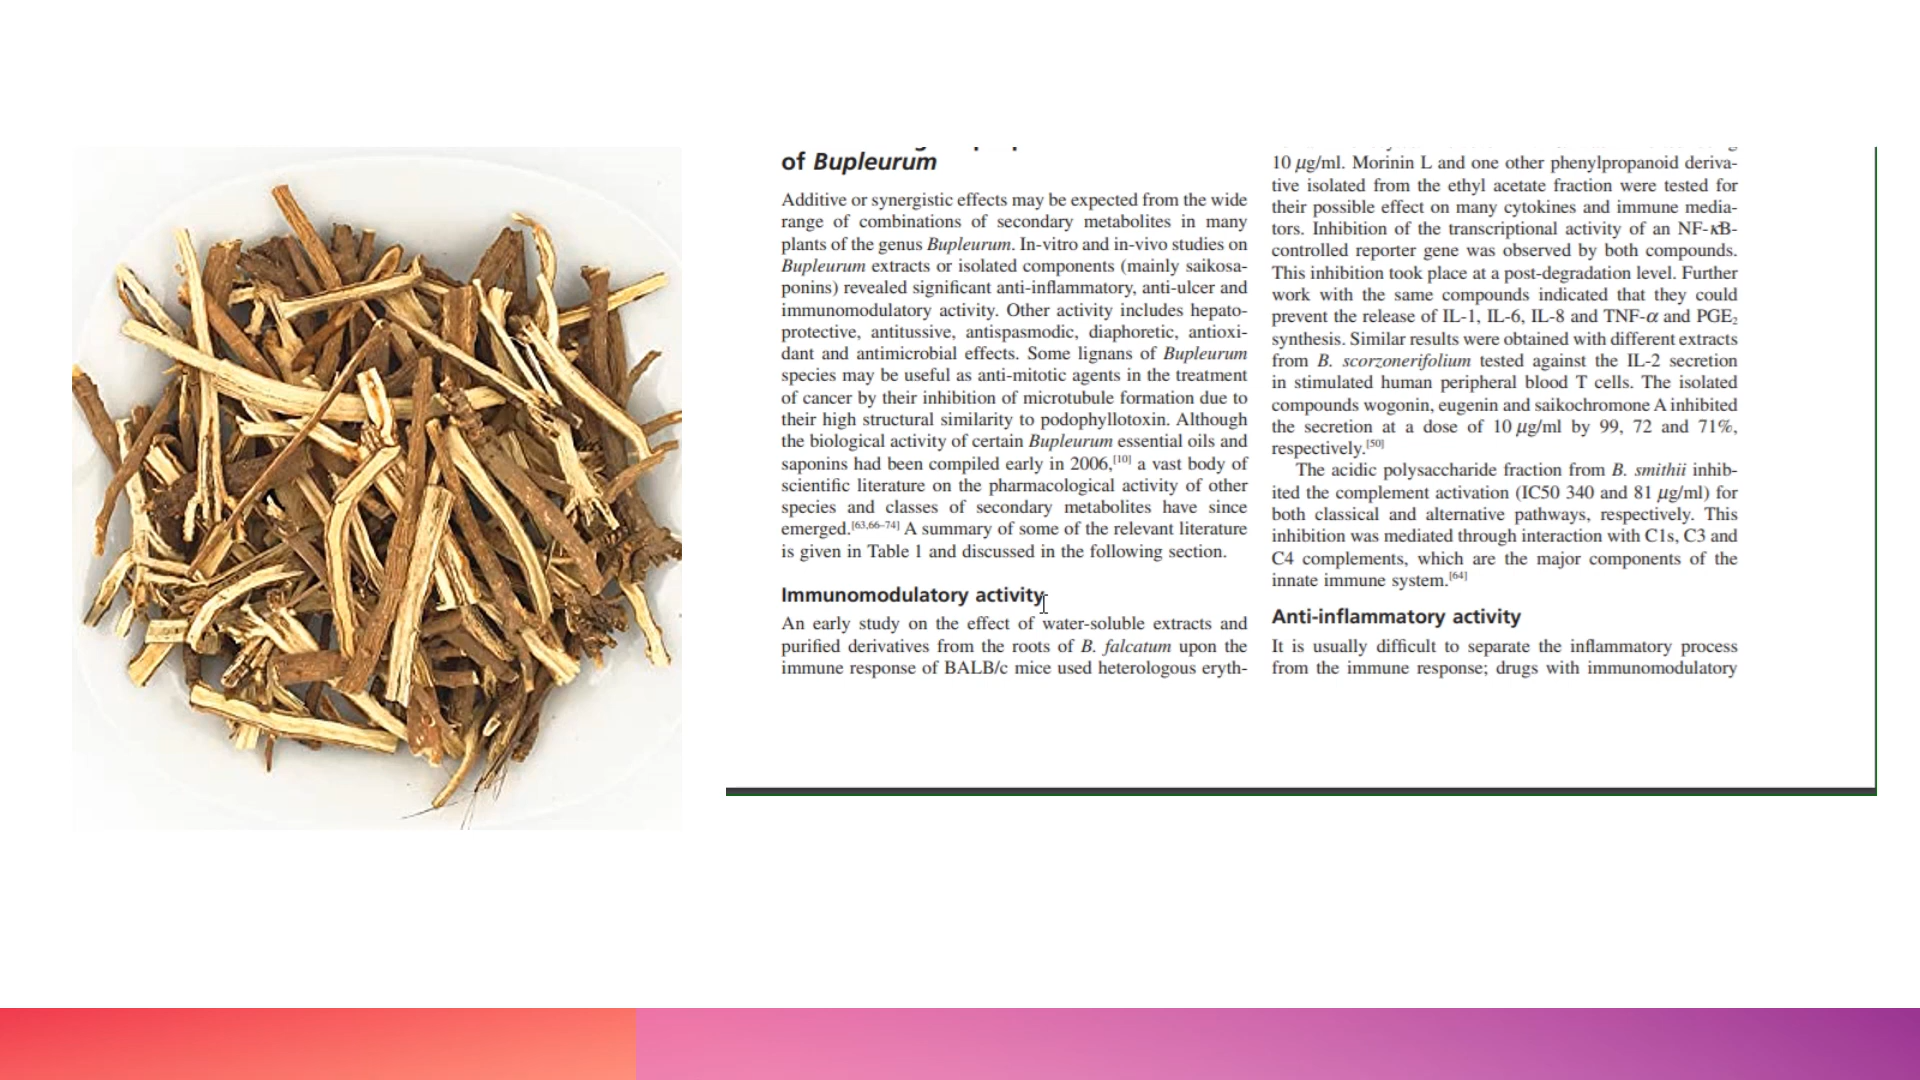 of Bupleurum
Additive or synergistic effects may be expected from the wide
range of combinations of secondary metabolites in many
plants of the genus Bupleurum. In-vitro and in-vivo studies on
Bupleurum extracts or isolated components (mainly saikosa-
ponins) revealed significant anti-inflammatory, anti-ulcer and
immunomodulatory activity. Other activity includes hepato-
protective, antitussive, antispasmodic, diaphoretic, antioxi-
dant and antimicrobial effects. Some lignans of Bupleurum
species may be useful as anti-mitotic agents in the treatment
of cancer by their inhibition of microtubule formation due to
their high structural similarity to podophyllotoxin. Although
the biological activity of certain Bupleurum essential oils and
saponins had been compiled early in 2006,[10] a vast body of
scientific literature on the pharmacological activity of other
species and classes of secondary metabolites have since
emerged.[63,66–74] A summary of some of the relevant literature
is given in Table 1 and discussed in the following section.
Immunomodulatory activity
An early study on the effect of water-soluble extracts and
purified derivatives from the roots of B. falcatum upon the
immune response of BALB/c mice used heterologous eryth-
10 μg/ml. Morinin L and one other phenylpropanoid deriva-
tive isolated from the ethyl acetate fraction were tested for
their possible effect on many cytokines and immune media-
tors. Inhibition of the transcriptional activity of an NF-κB-
controlled reporter gene was observed by both compounds.
This inhibition took place at a post-degradation level. Further
work with the same compounds indicated that they could
prevent the release of IL-1, IL-6, IL-8 and TNF-α and PGE₂
synthesis. Similar results were obtained with different extracts
from B. scorzonerifolium tested against the IL-2 secretion
in stimulated human peripheral blood T cells. The isolated
compounds wogonin, eugenin and saikochromone A inhibited
the secretion at a dose of 10 μg/ml by 99, 72 and 71%,
respectively.[50]
The acidic polysaccharide fraction from B. smithii inhib-
ited the complement activation (IC50 340 and 81 μg/ml) for
both classical and alternative pathways, respectively. This
inhibition was mediated through interaction with C1s, C3 and
C4 complements, which are the major components of the
innate immune system.[64]
Anti-inflammatory activity
It is usually difficult to separate the inflammatory process
from the immune response; drugs with immunomodulatory